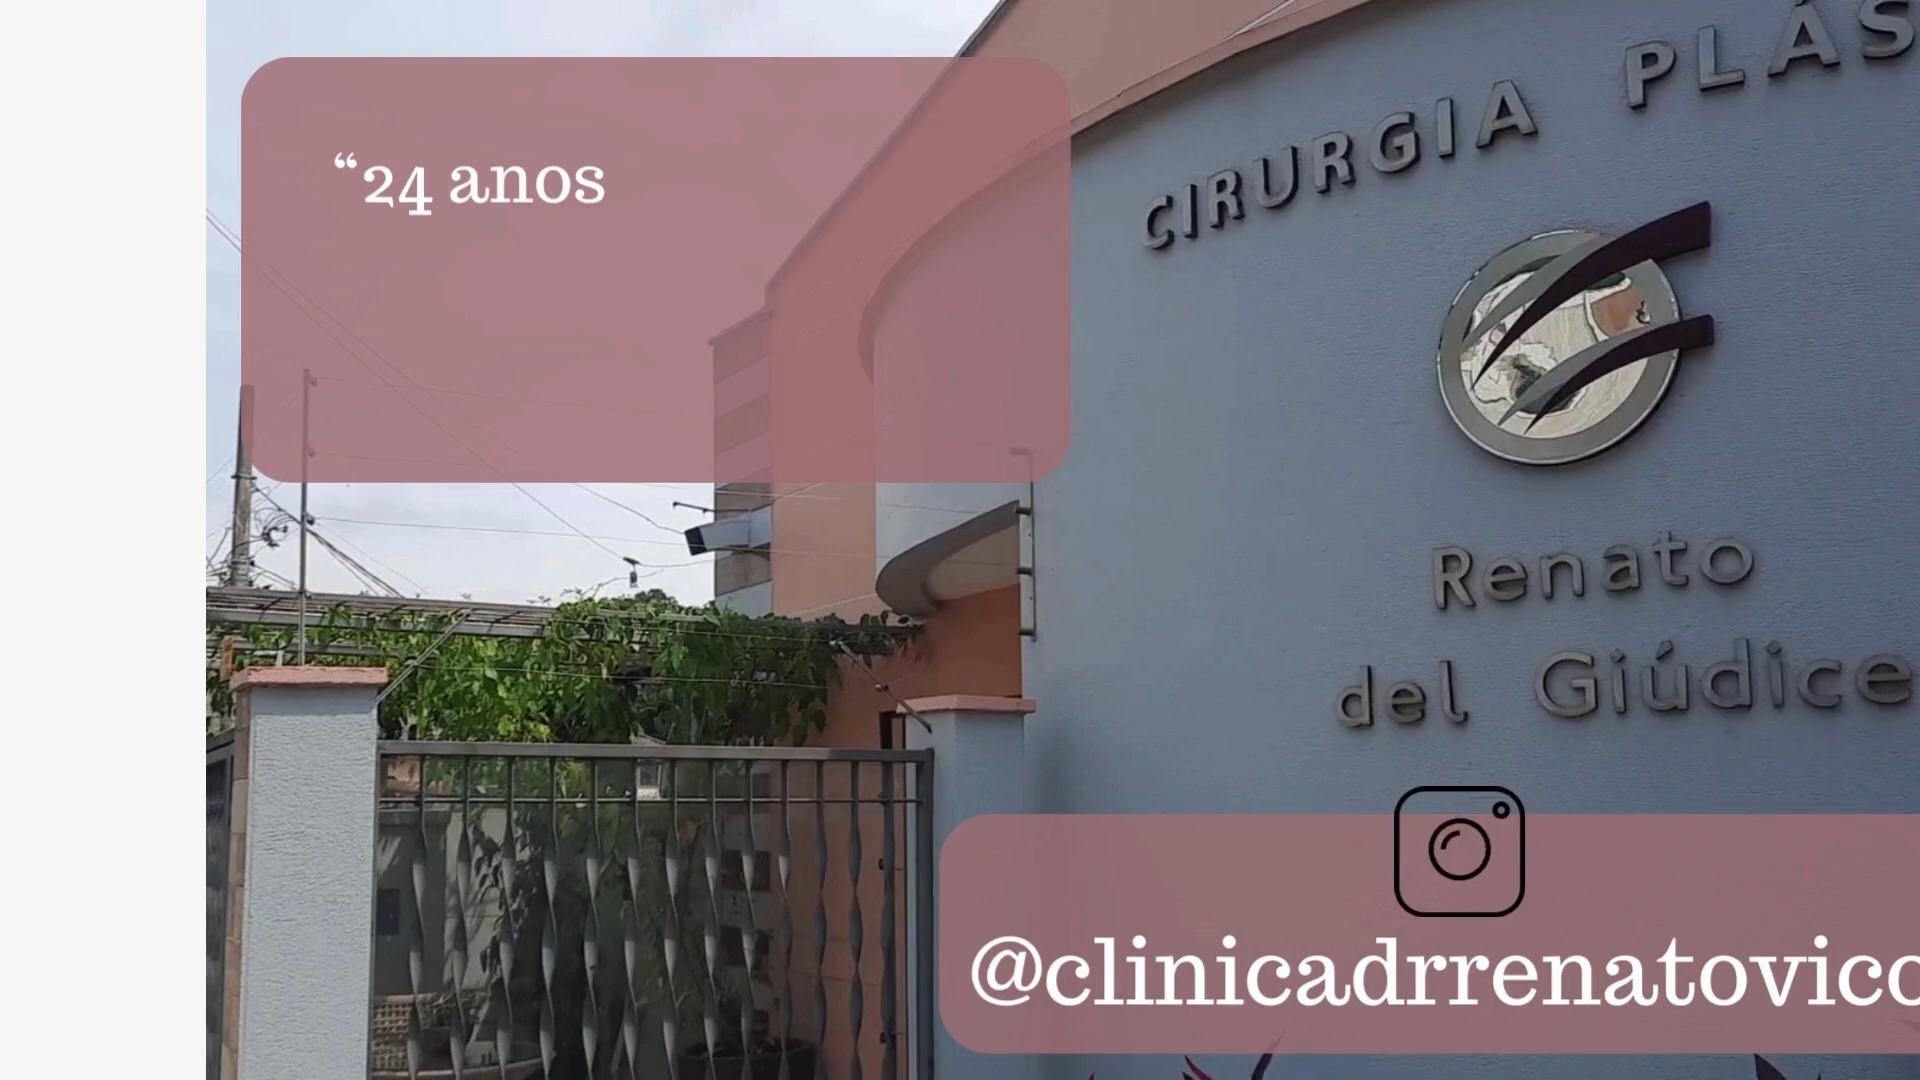 “24 anos
CIRURGIA PLÁS
Renato
del Giúdice
@clinicadrrenatovico